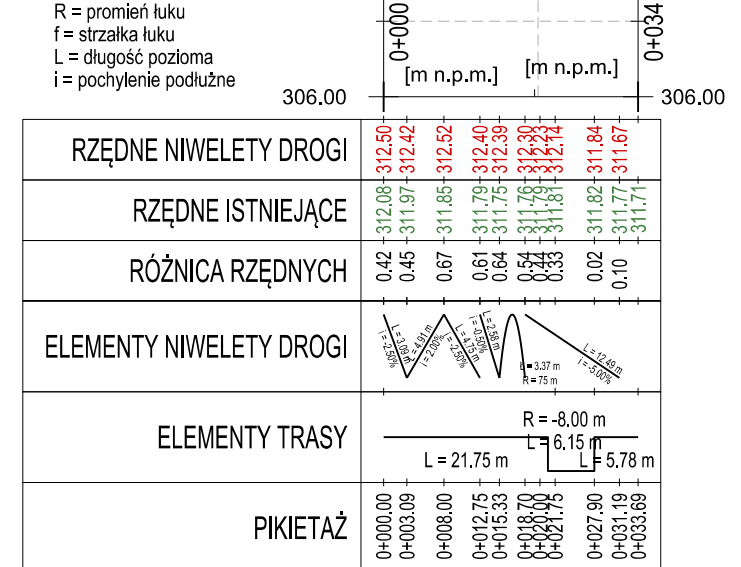 R = promień łuku
f = strzałka łuku
L = długość pozioma
i = pochylenie podłużne
0+000
0+034
[m n.p.m.] [m n.p.m.]
306.00 306.00
RZĘDNE NIWELETY DROGI 312.50 312.42 312.52 312.40 312.39 312.30 312.23 312.14 311.84 311.67
RZĘDNE ISTNIEJĄCE 312.08 311.97 311.85 311.79 311.75 311.76 311.79 311.81 311.82 311.77 311.71
RÓŻNICA RZĘDNYCH 0.42 0.45 0.67 0.61 0.64 0.54 0.44 0.33 0.02 0.10
ELEMENTY NIWELETY DROGI
L = 3.09 m
i = -2.50%
L = 4.91 m
i = 2.00%
L = 4.75 m
i = -2.50%
L = 2.58 m
i = -0.50%
L = 3.37 m
R = 75 m
L = 12.49 m
i = -5.00%
ELEMENTY TRASY
R = -8.00 m
L = 6.15 m
L = 21.75 m L = 5.78 m
PIKIETAŻ 0+000.00 0+003.09 0+008.00 0+012.75 0+015.33 0+018.70 0+020.00 0+021.75 0+027.90 0+031.19 0+033.69